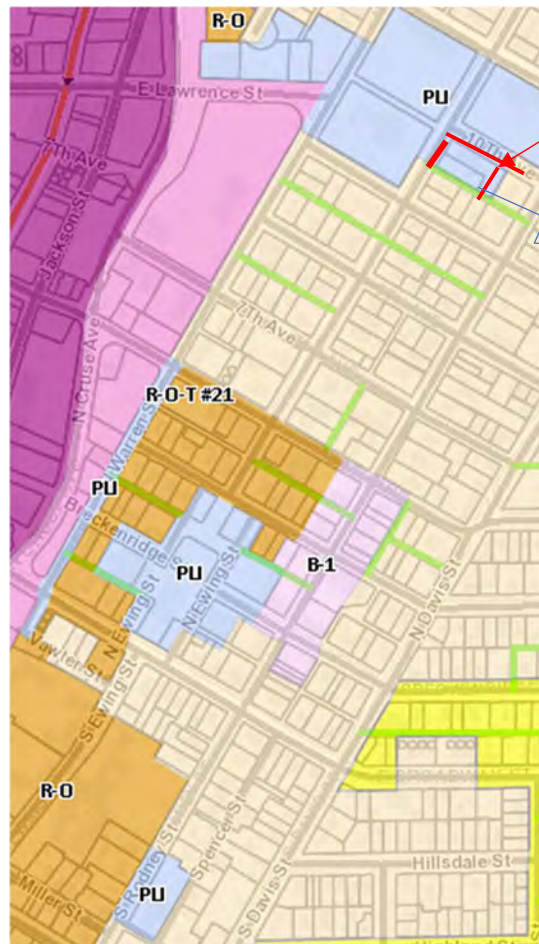 R-O
8
E Lawrence St
PLI
7Th Ave
10Th Ave
Jackson St
7Th Ave
N Cruse Ave
R-O-T #21
Warren St
PLI
Breckenridge S
PLI
N Ewing St
B-1
N Ewing St
N Davis St
Vawter St
S Ewing St
R-O
Spencer St
Hillsdale St
S Rodney St
S Davis St
PLI
Miller St